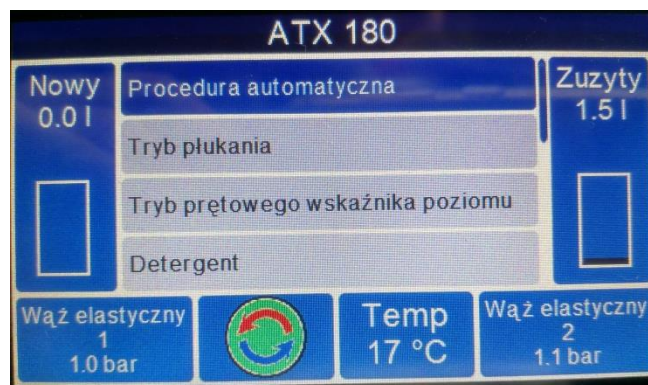 ATX 180
Nowy
0.0 l
Procedura automatyczna
Tryb płukania
Tryb prętowego wskaźnika poziomu
Detergent
Zuzyty
1.5 l
Wąż elastyczny
1
1.0 bar
Temp
17 °C
Wąż elastyczny
2
1.1 bar